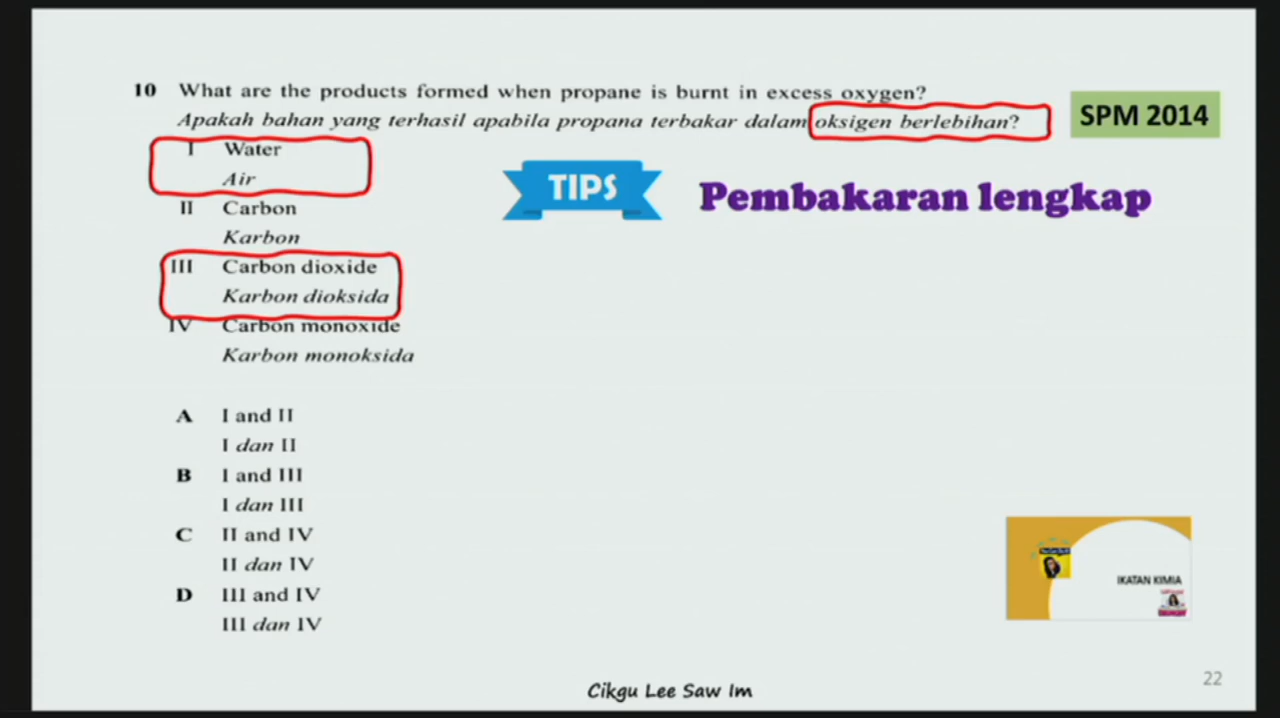 10 What are the products formed when propane is burnt in excess oxygen?
Apakah bahan yang terhasil apabila propana terbakar dalam oksigen berlebihan?
SPM 2014
I Water
Air
TIPS
Pembakaran lengkap
II Carbon
Karbon
III Carbon dioxide
Karbon dioksida
IV Carbon monoxide
Karbon monoksida
A I and II
I dan II
B I and III
I dan III
C II and IV
II dan IV
D III and IV
III dan IV
IKATAN KIMIA
Cikgu Lee Saw Im
22